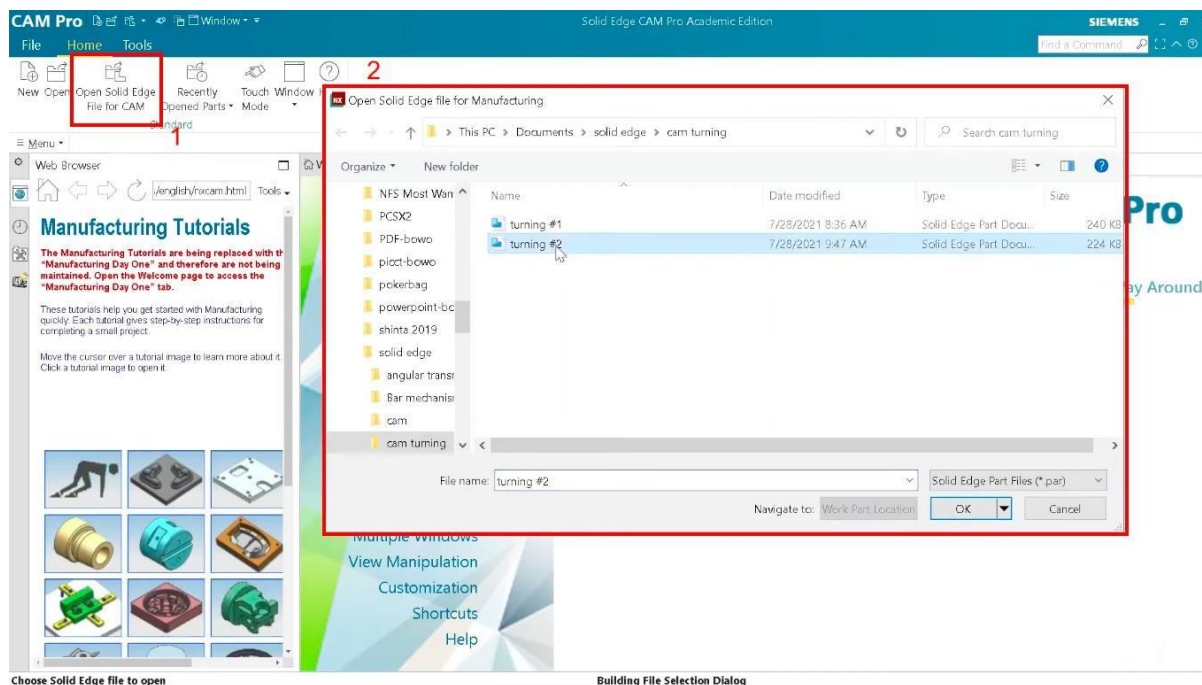 CAM Pro Window Solid Edge CAM Pro Academic Edition SIEMENS
File Home Tools Find a Command
New Open Open Solid Edge File for CAM Recently Opened Parts Touch Mode Window
Standard
1
2
Menu
Web Browser
/english/nxcam.html Tools
Manufacturing Tutorials
The Manufacturing Tutorials are being replaced with th
"Manufacturing Day One" and therefore are not being
maintained. Open the Welcome page to access the
"Manufacturing Day One" tab.
These tutorials help you get started with Manufacturing
quickly. Each tutorial gives step-by-step instructions for
completing a small project.
Move the cursor over a tutorial image to learn more about it.
Click a tutorial image to open it.
NX Open Solid Edge file for Manufacturing
This PC > Documents > solid edge > cam turning
Search cam turning
Organize New folder
NFS Most Wan
PCSX2
PDF-bowo
picct-bowo
pokerbag
powerpoint-bc
shinta 2019
solid edge
angular transr
Bar mechanisr
cam
cam turning
Name Date modified Type Size
turning #1 7/28/2021 8:36 AM Solid Edge Part Docu... 240 KB
turning #2 7/28/2021 9:47 AM Solid Edge Part Docu... 224 KB
File name: turning #2 Solid Edge Part Files (*.par)
Navigate to: Work Part Location OK Cancel
Pro
ay Around
Multiple Windows
View Manipulation
Customization
Shortcuts
Help
Choose Solid Edge file to open Building File Selection Dialog